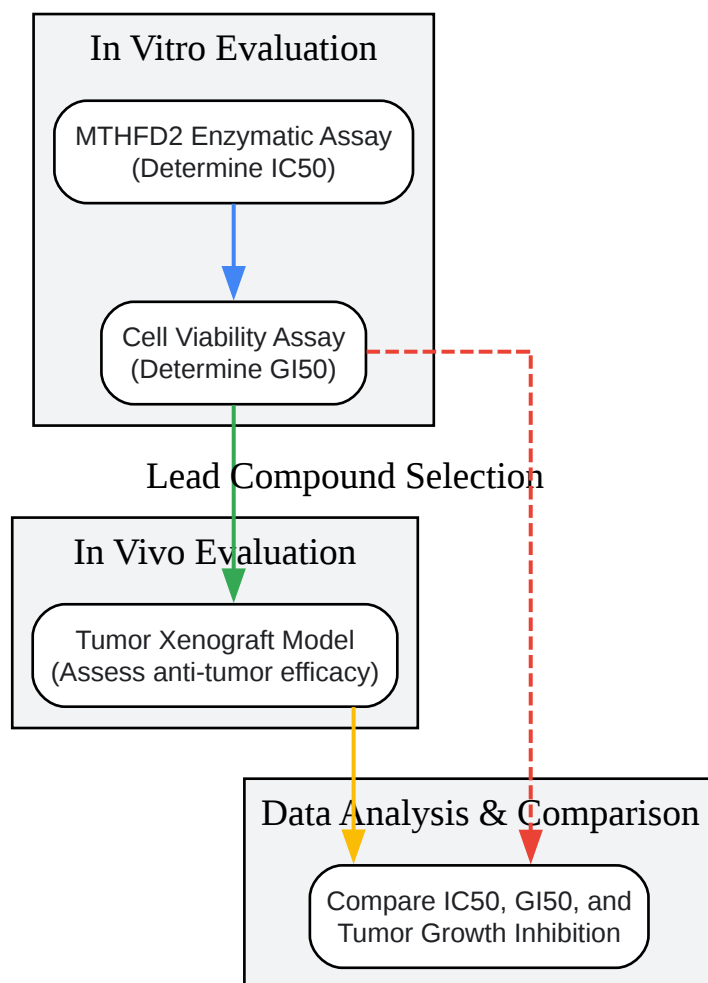 In Vitro Evaluation
MTHFD2 Enzymatic Assay
(Determine IC50)
Cell Viability Assay
(Determine GI50)
Lead Compound Selection
In Vivo Evaluation
Tumor Xenograft Model
(Assess anti-tumor efficacy)
Data Analysis & Comparison
Compare IC50, GI50, and
Tumor Growth Inhibition